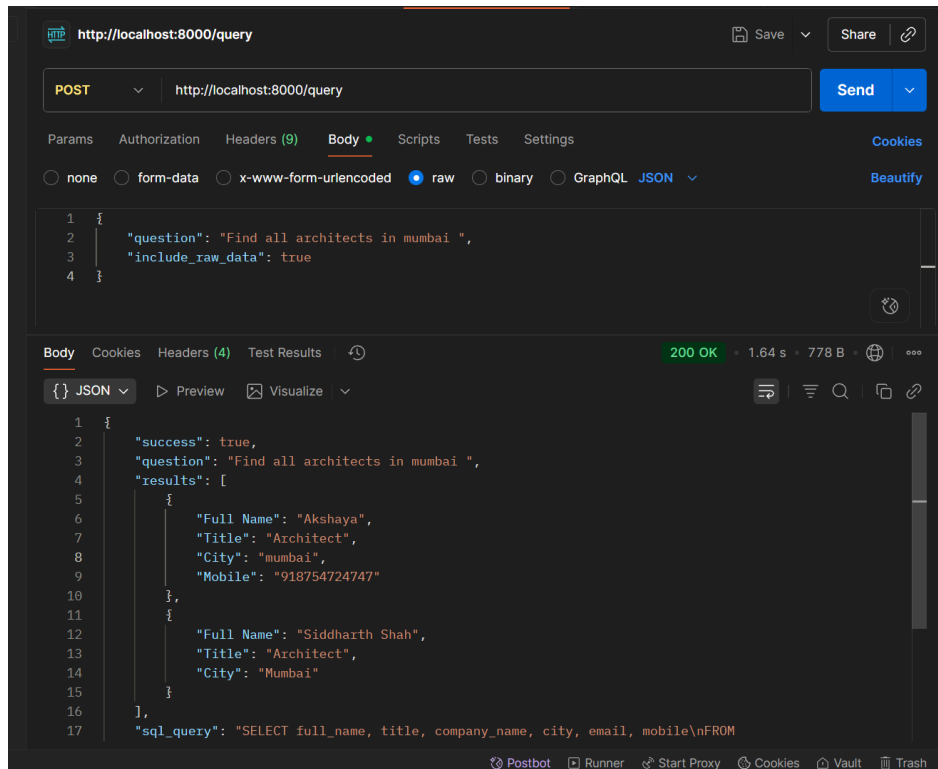 HTTP http://localhost:8000/query Save Share
POST http://localhost:8000/query Send
Params Authorization Headers (9) Body Scripts Tests Settings Cookies
none form-data x-www-form-urlencoded raw binary GraphQL JSON Beautify
1 {
2 "question": "Find all architects in mumbai ",
3 "include_raw_data": true
4 }
Body Cookies Headers (4) Test Results 200 OK 1.64 s 778 B
{} JSON Preview Visualize
1 {
2 "success": true,
3 "question": "Find all architects in mumbai ",
4 "results": [
5 {
6 "Full Name": "Akshaya",
7 "Title": "Architect",
8 "City": "mumbai",
9 "Mobile": "918754724747"
10 },
11 {
12 "Full Name": "Siddharth Shah",
13 "Title": "Architect",
14 "City": "Mumbai"
15 }
16 ],
17 "sql_query": "SELECT full_name, title, company_name, city, email, mobile\nFROM
Postbot Runner Start Proxy Cookies Vault Trash